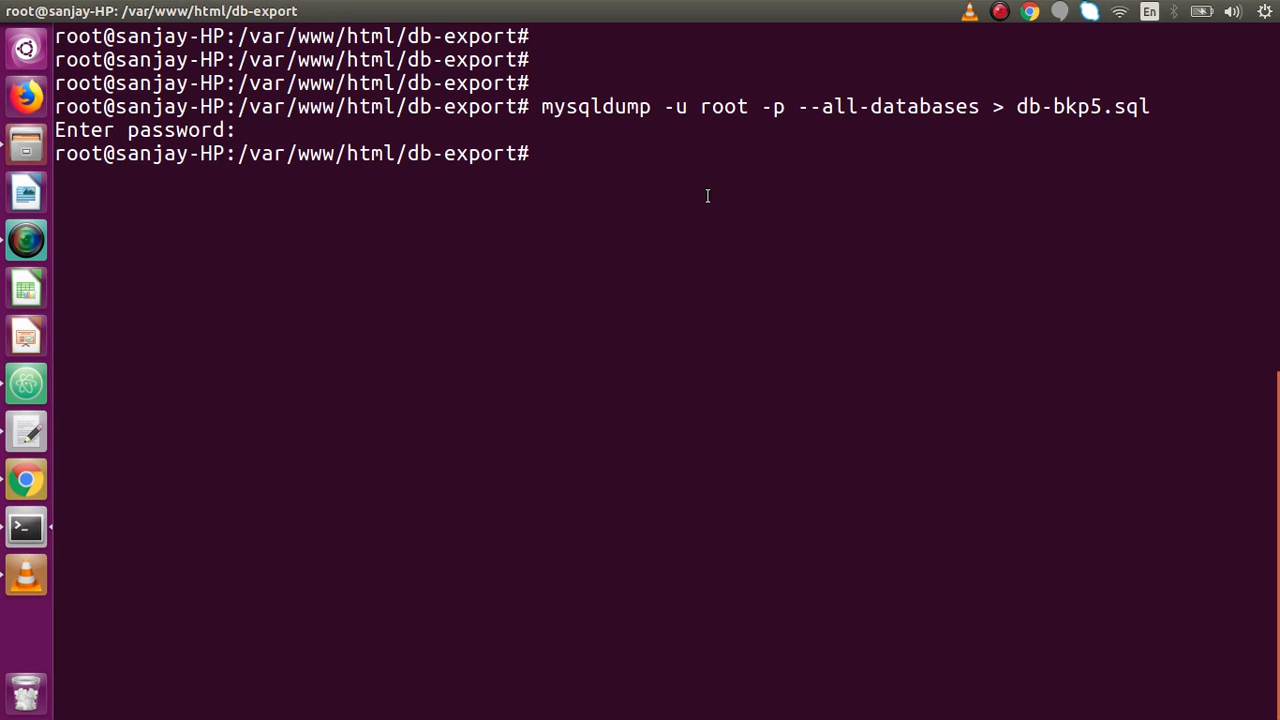 root@sanjay-HP: /var/www/html/db-export
En
root@sanjay-HP:/var/www/html/db-export#
root@sanjay-HP:/var/www/html/db-export#
root@sanjay-HP:/var/www/html/db-export#
root@sanjay-HP:/var/www/html/db-export# mysqldump -u root -p --all-databases > db-bkp5.sql
Enter password:
root@sanjay-HP:/var/www/html/db-export#